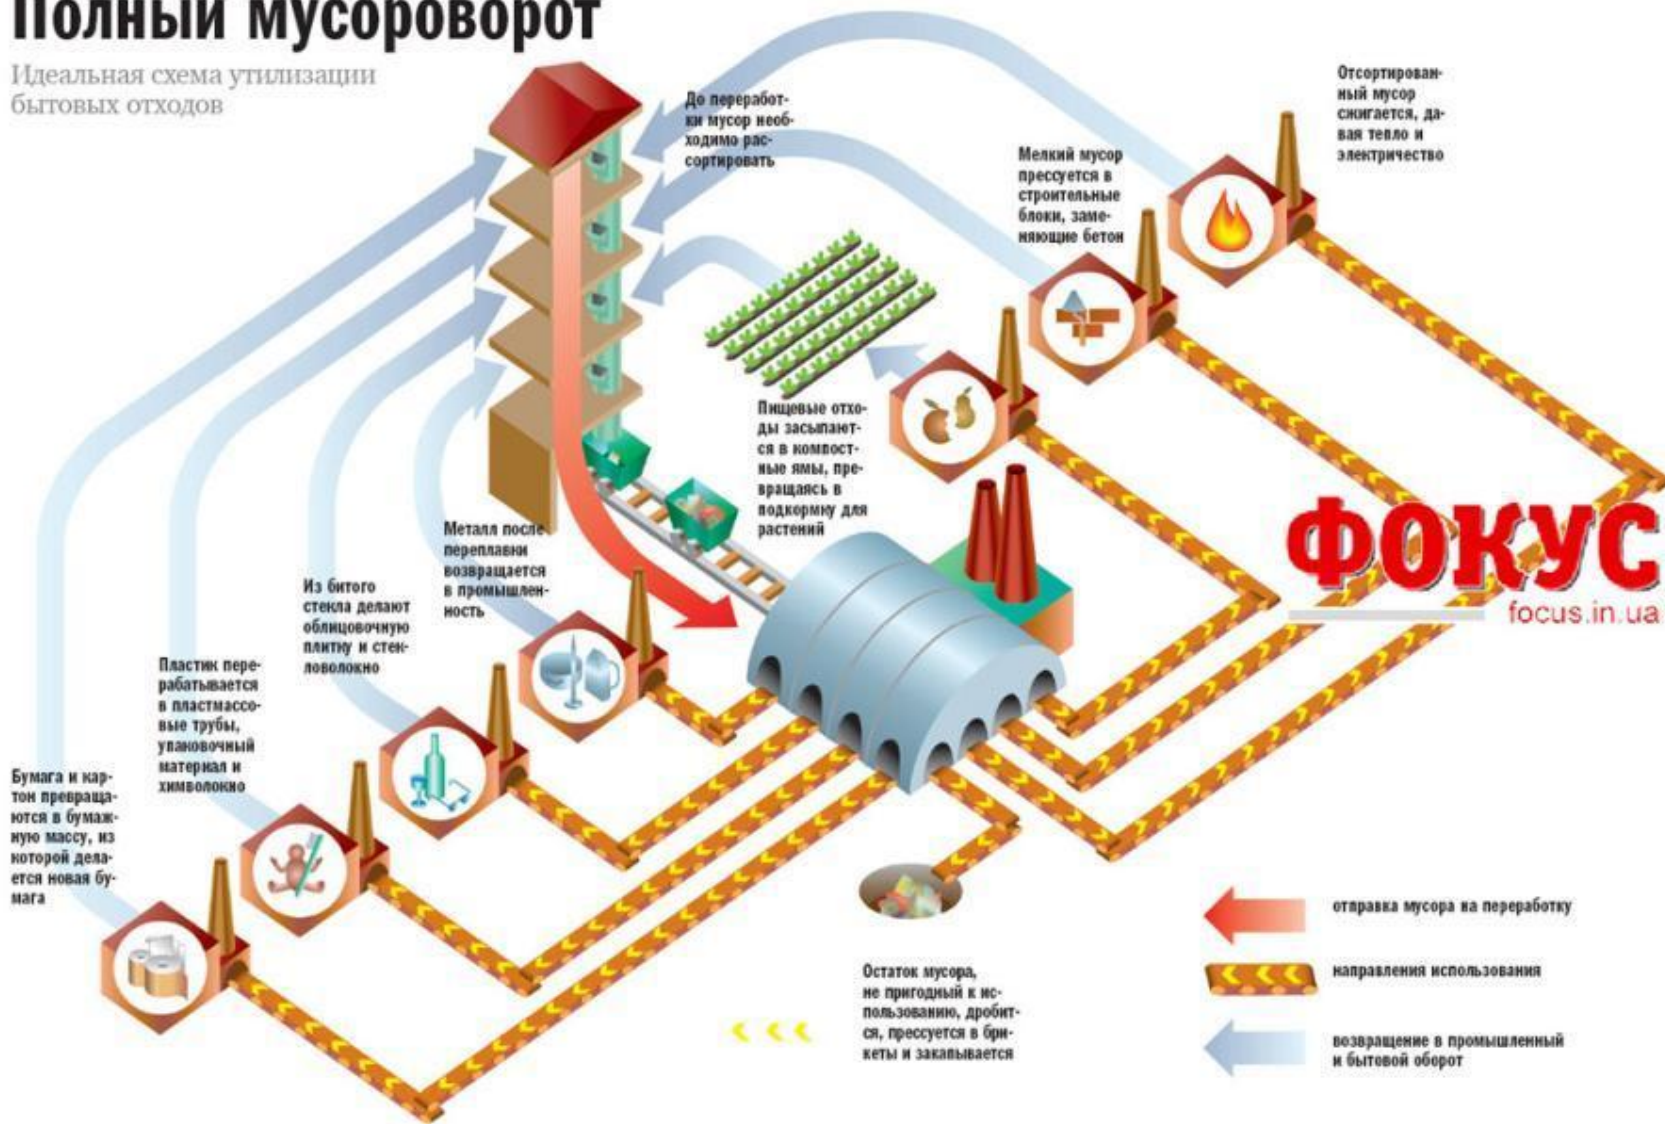 Полный мусороворот
Идеальная схема утилизации
бытовых отходов
До переработ-
ки мусор необ-
ходимо рас-
сортировать
Отсортирован-
ный мусор
сжигается, да-
вая тепло и
электричество
Мелкий мусор
прессуется в
строительные
блоки, заме-
няющие бетон
Пищевые отхо-
ды засыпают-
ся в компост-
ные ямы, пре-
вращаясь в
подкормку для
растений
Металл после
переплавки
возвращается
в промышлен-
ность
Из битого
стекла делают
облицовочную
плитку и стек-
ловолокно
Пластик пере-
рабатывается
в пластмассо-
вые трубы,
упаковочный
материал и
химволокно
Бумага и кар-
тон превраща-
ются в бумаж-
ную массу, из
которой дела-
ется новая бу-
мага
ФОКУС
focus.in.ua
Остаток мусора,
не пригодный к ис-
пользованию, дробит-
ся, прессуется в бри-
кеты и закапывается
отправка мусора на переработку
направления использования
возвращение в промышленный
и бытовой оборот